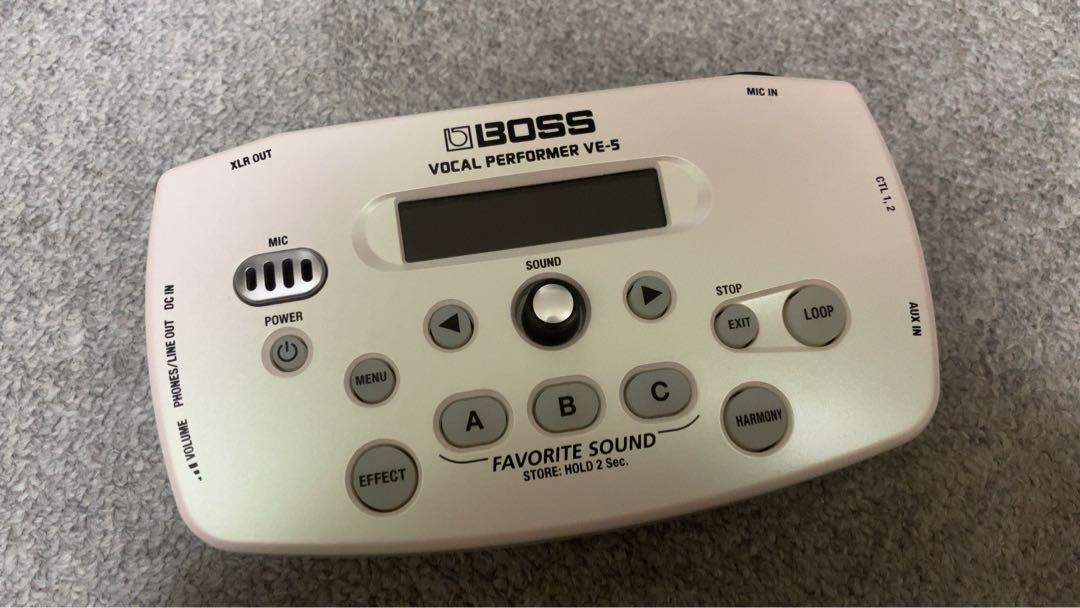 BOSS
VOCAL PERFORMER VE-5
XLR OUT
MIC IN
CTL 1, 2
MIC
SOUND
DC IN
POWER
STOP
EXIT
LOOP
AUX IN
PHONES/LINE OUT
MENU
A
B
C
HARMONY
VOLUME
EFFECT
FAVORITE SOUND
STORE: HOLD 2 Sec.